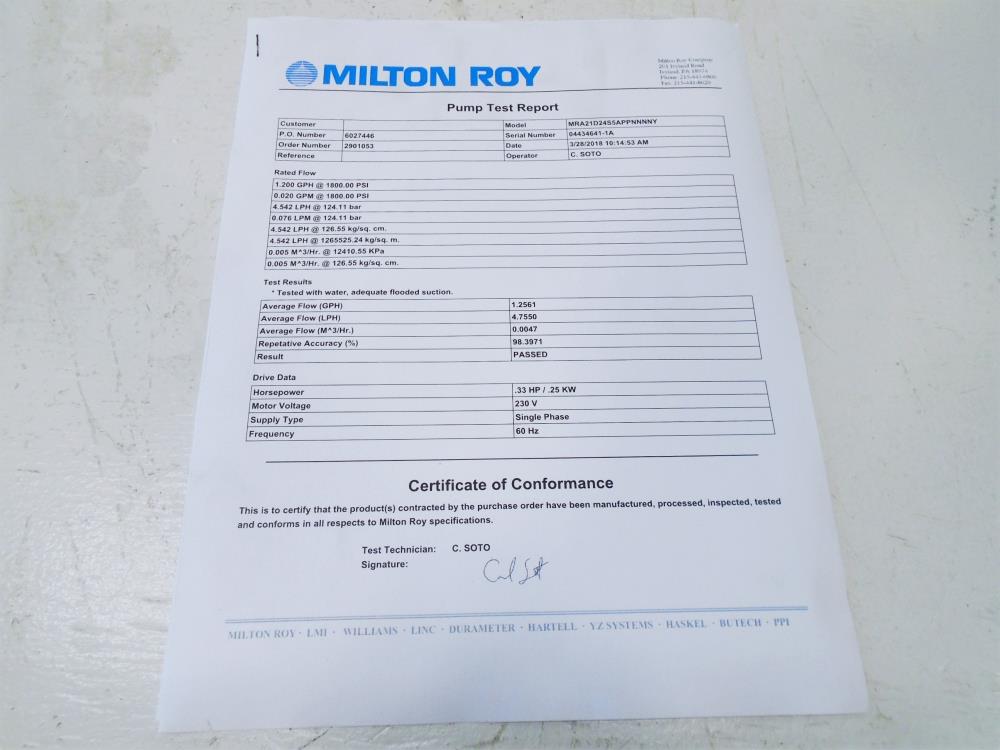 MILTON ROY
Milton Roy Company
201 Ivyland Road
Ivyland, PA 18974
Pump Test Report
Customer Model MRA21D24S5APPNNNNY
P.O. Number 6027446 Serial Number 04434641-1A
Order Number 2901053 Date 3/28/2018 10:14:53 AM
Reference Operator C. SOTO
Rated Flow
1.200 GPH @ 1800.00 PSI
0.020 GPM @ 1800.00 PSI
4.542 LPH @ 124.11 bar
0.076 LPM @ 124.11 bar
4.542 LPH @ 126.55 kg/sq. cm.
4.542 LPH @ 1265525.24 kg/sq. m.
0.005 M^3/Hr. @ 12410.55 KPa
0.005 M^3/Hr. @ 126.55 kg/sq. cm.
Test Results
* Tested with water, adequate flooded suction.
Average Flow (GPH) 1.2561
Average Flow (LPH) 4.7550
Average Flow (M^3/Hr.) 0.0047
Repetative Accuracy (%) 98.3971
Result PASSED
Drive Data
Horsepower .33 HP / .25 KW
Motor Voltage 230 V
Supply Type Single Phase
Frequency 60 Hz
Certificate of Conformance
This is to certify that the product(s) contracted by the purchase order have been manufactured, processed, inspected, tested
and conforms in all respects to Milton Roy specifications.
Test Technician: C. SOTO
Signature:
MILTON ROY · LMI · WILLIAMS · LINC · DURAMETER · HARTELL · YZ SYSTEMS · HASKEL · BUTECH · PPI